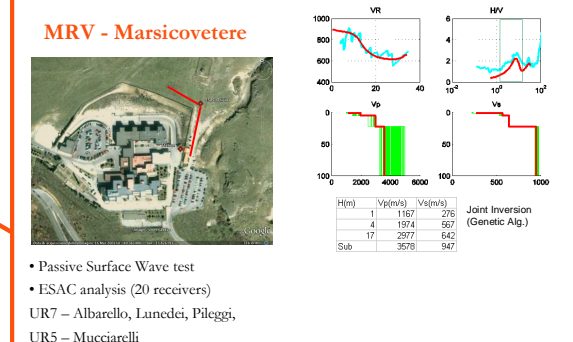 MRV - Marsicovetere
Google
• Passive Surface Wave test
• ESAC analysis (20 receivers)
UR7 – Albarello, Lunedei, Pileggi,
UR5 – Mucciarelli
VR
1000
800
600
400
0 20 40
H/V
6
4
2
0
10-2 100 102
Vp
0
50
100
0 2000 4000 6000
Vs
0
50
100
0 500 1000
H(m) Vp(m/s) Vs(m/s)
1 1167 276
4 1974 567
17 2977 642
Sub 3578 947
Joint Inversion
(Genetic Alg.)